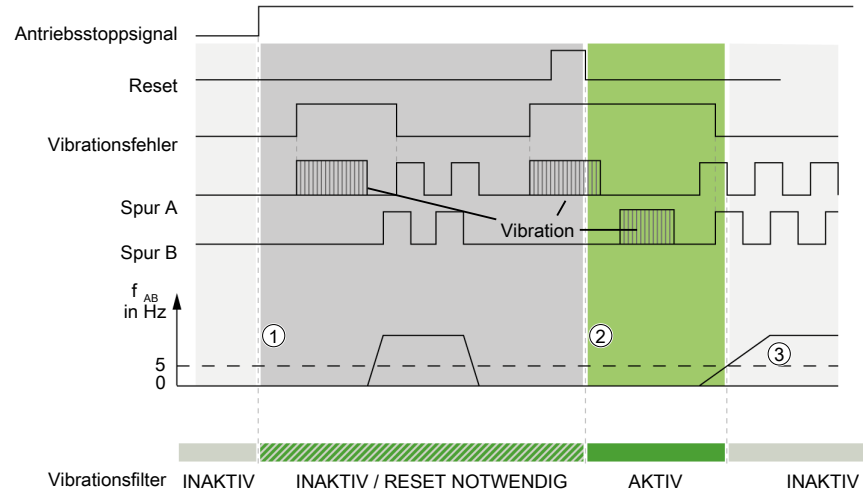 Antriebsstoppsignal
Reset
Vibrationsfehler
Spur A
Vibration
Spur B
f AB
in Hz
① ② ③
5
0
Vibrationsfilter INAKTIV INAKTIV / RESET NOTWENDIG AKTIV INAKTIV